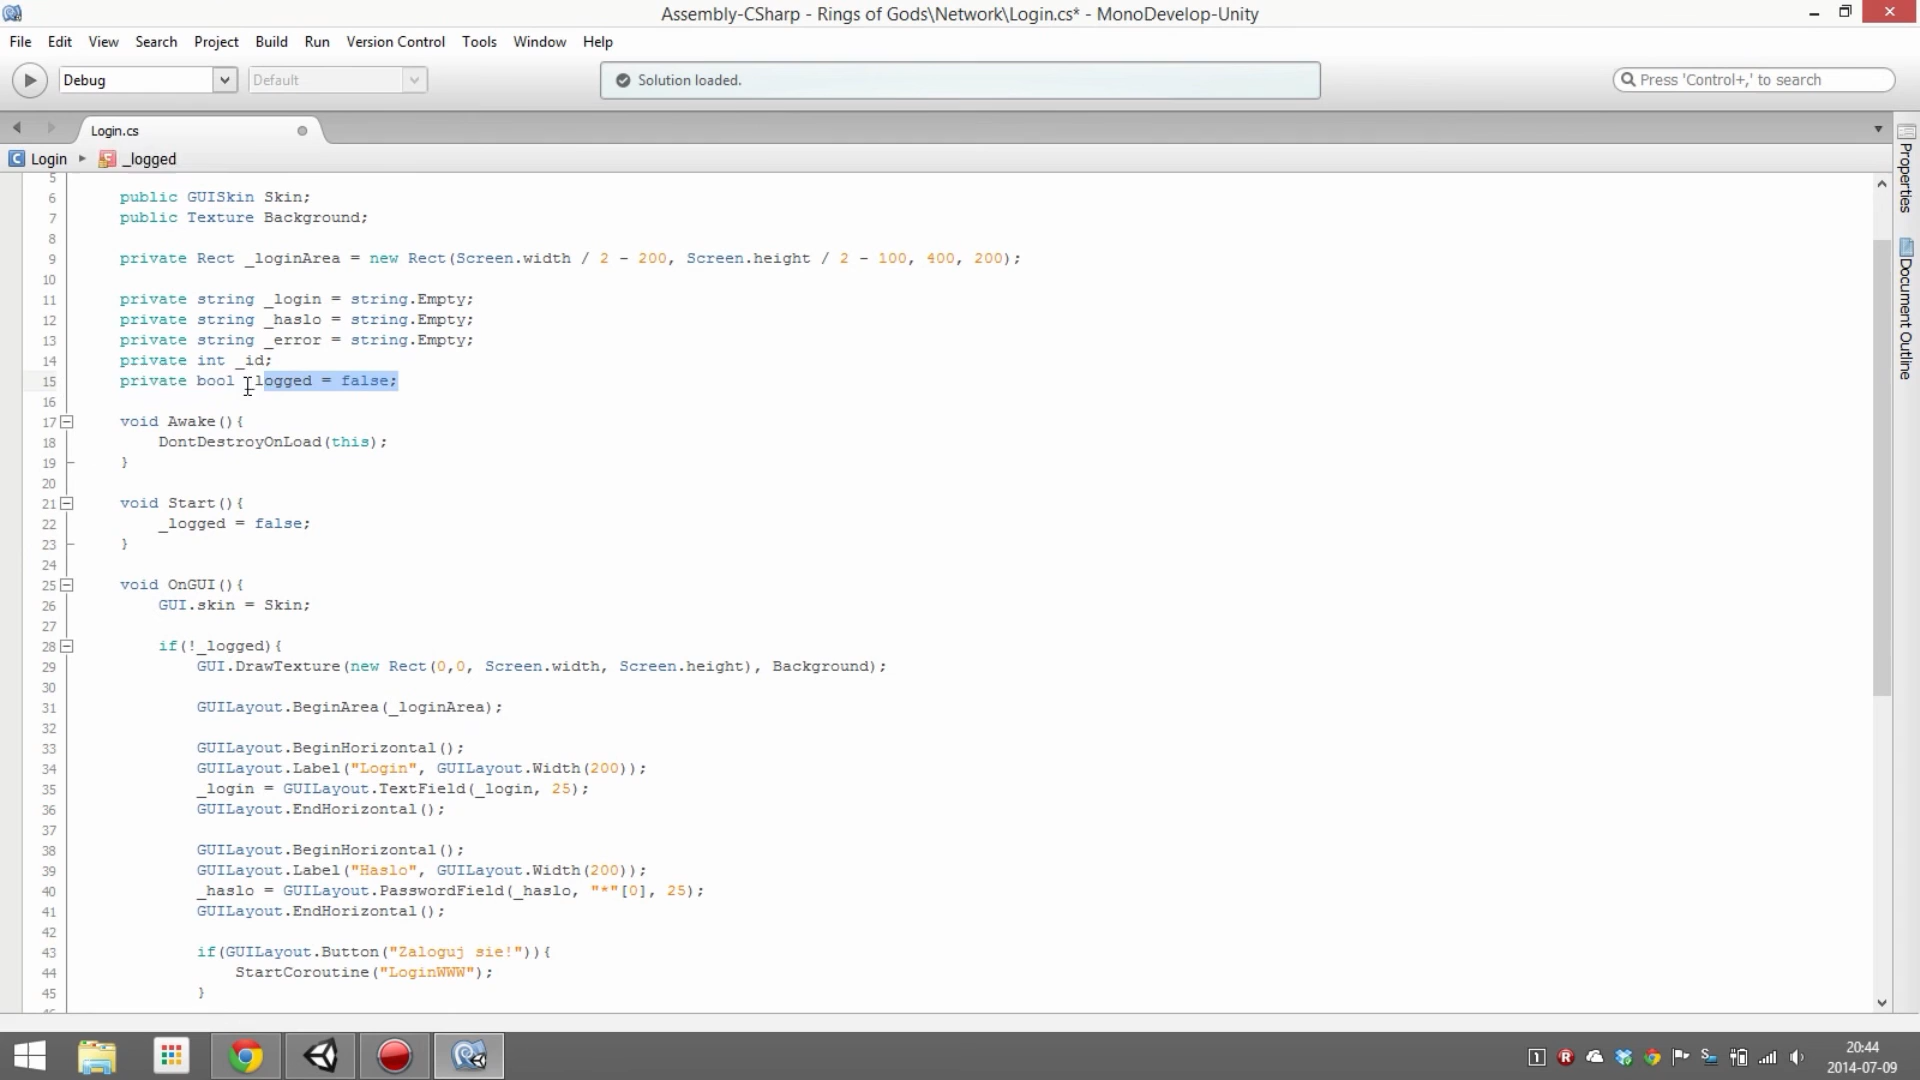 Assembly-CSharp - Rings of Gods\Network\Login.cs* - MonoDevelop-Unity
File Edit View Search Project Build Run Version Control Tools Window Help
Debug Default Solution loaded. Press 'Control+,' to search
Login.cs
Login _logged
5
6 public GUISkin Skin;
7 public Texture Background;
8
9 private Rect _loginArea = new Rect(Screen.width / 2 - 200, Screen.height / 2 - 100, 400, 200);
10
11 private string _login = string.Empty;
12 private string _haslo = string.Empty;
13 private string _error = string.Empty;
14 private int _id;
15 private bool _logged = false;
16
17 void Awake(){
18 DontDestroyOnLoad(this);
19 }
20
21 void Start(){
22 _logged = false;
23 }
24
25 void OnGUI(){
26 GUI.skin = Skin;
27
28 if(!_logged){
29 GUI.DrawTexture(new Rect(0,0, Screen.width, Screen.height), Background);
30
31 GUILayout.BeginArea(_loginArea);
32
33 GUILayout.BeginHorizontal();
34 GUILayout.Label("Login", GUILayout.Width(200));
35 _login = GUILayout.TextField(_login, 25);
36 GUILayout.EndHorizontal();
37
38 GUILayout.BeginHorizontal();
39 GUILayout.Label("Haslo", GUILayout.Width(200));
40 _haslo = GUILayout.PasswordField(_haslo, "*"[0], 25);
41 GUILayout.EndHorizontal();
42
43 if(GUILayout.Button("Zaloguj sie!")){
44 StartCoroutine("LoginWWW");
45 }
Properties
Document Outline
20:44
2014-07-09